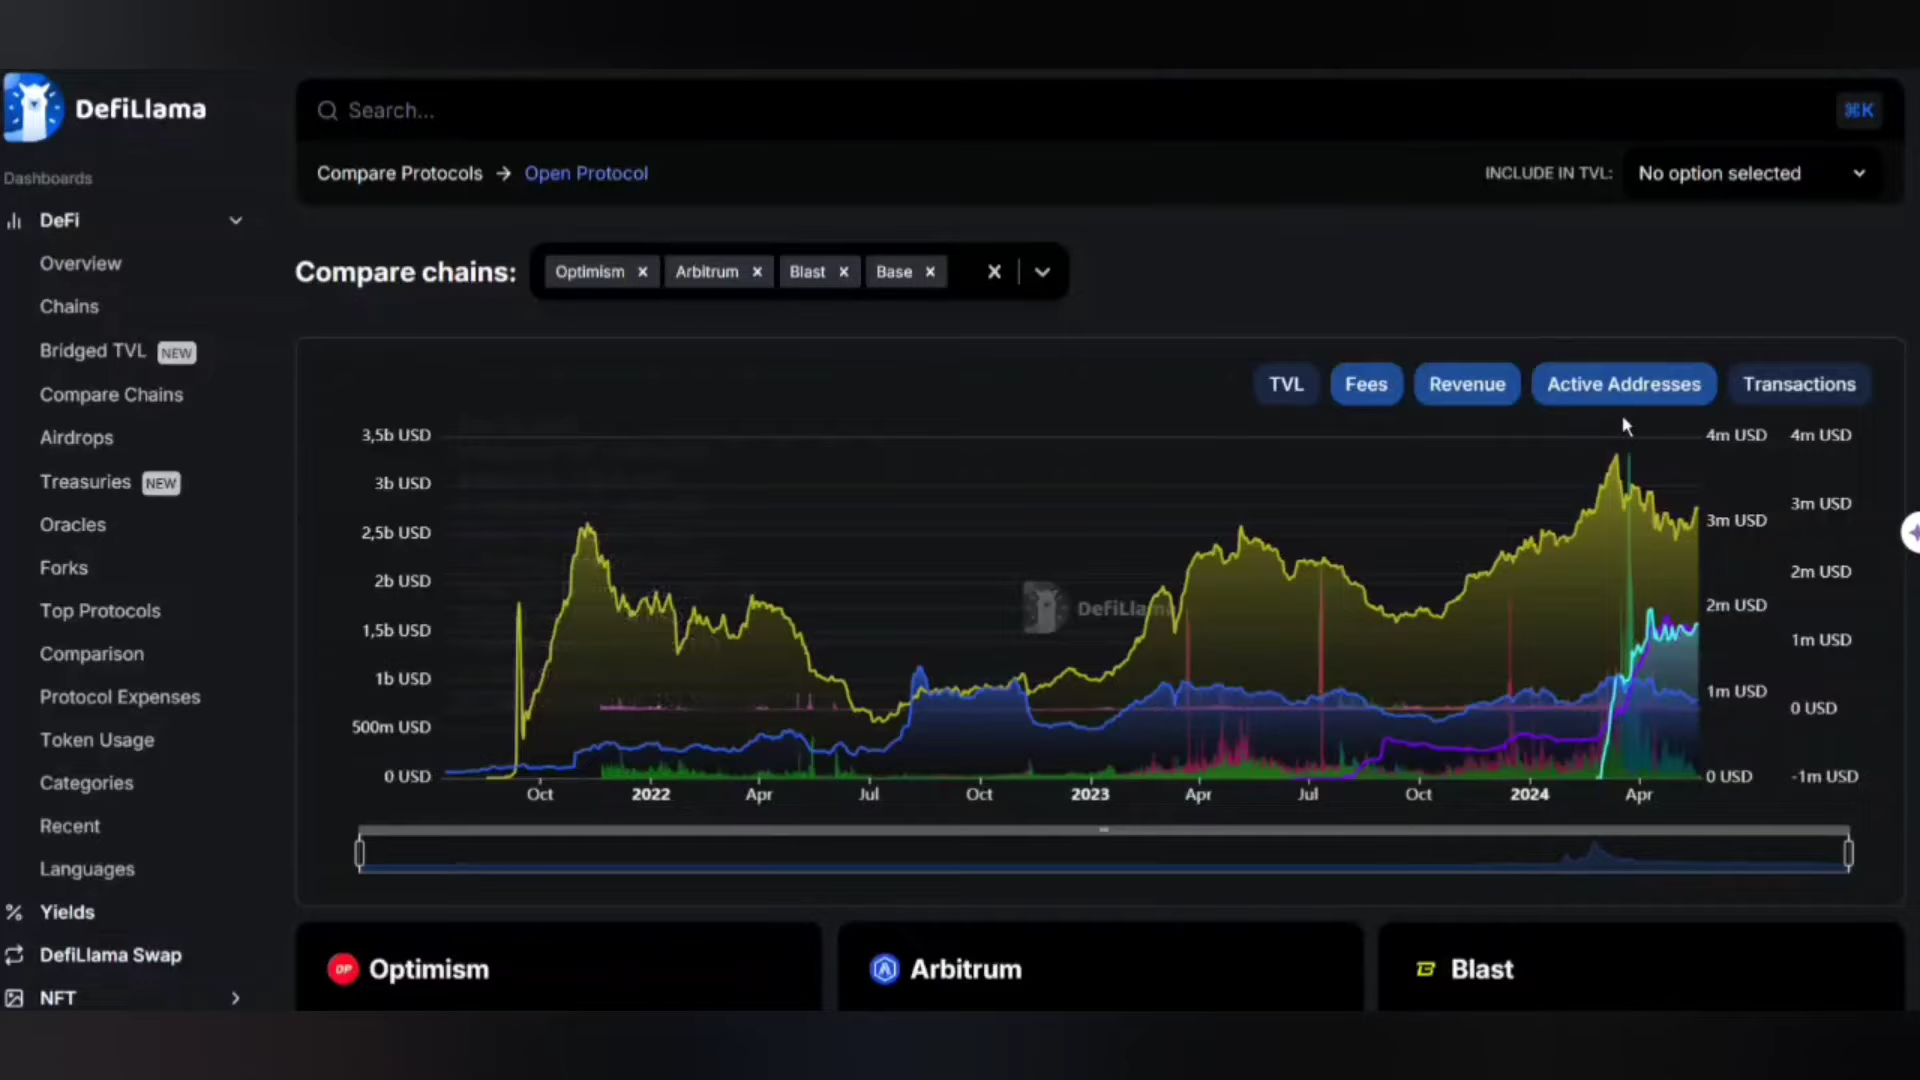 DefiLlama
Search...
⌘K
Compare Protocols → Open Protocol
INCLUDE IN TVL:
No option selected
Dashboards
DeFi
Overview
Chains
Bridged TVL NEW
Compare Chains
Airdrops
Treasuries NEW
Oracles
Forks
Top Protocols
Comparison
Protocol Expenses
Token Usage
Categories
Recent
Languages
Yields
DefiLlama Swap
NFT
Compare chains:
Optimism × Arbitrum × Blast × Base ×
TVL Fees Revenue Active Addresses Transactions
3,5b USD
3b USD
2,5b USD
2b USD
1,5b USD
1b USD
500m USD
0 USD
DefiLlama
4m USD
3m USD
2m USD
1m USD
0 USD
4m USD
3m USD
2m USD
1m USD
0 USD
-1m USD
Oct 2022 Apr Jul Oct 2023 Apr Jul Oct 2024 Apr
Optimism
Arbitrum
Blast